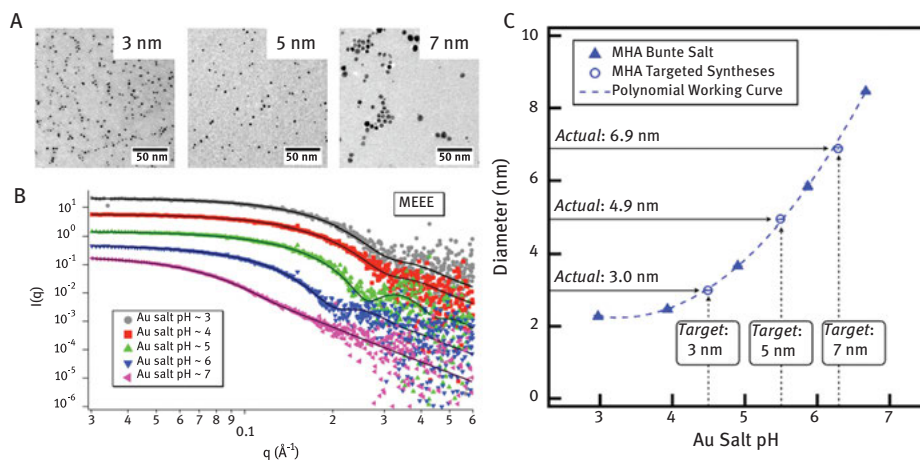 A
3 nm
5 nm
7 nm
50 nm
50 nm
50 nm
B
MEEE
I(q)
10¹
10⁰
10⁻¹
10⁻²
10⁻³
10⁻⁴
10⁻⁵
10⁻⁶
Au salt pH ~ 3
Au salt pH ~ 4
Au salt pH ~ 5
Au salt pH ~ 6
Au salt pH ~ 7
3 4 5 6 7 8 9 2 3 4 5 6
0.1
q (Å⁻¹)
C
10
8
6
4
2
0
Diameter (nm)
MHA Bunte Salt
MHA Targeted Syntheses
Polynomial Working Curve
Actual: 6.9 nm
Actual: 4.9 nm
Actual: 3.0 nm
Target: Target: Target:
3 nm 5 nm 7 nm
3 4 5 6 7
Au Salt pH